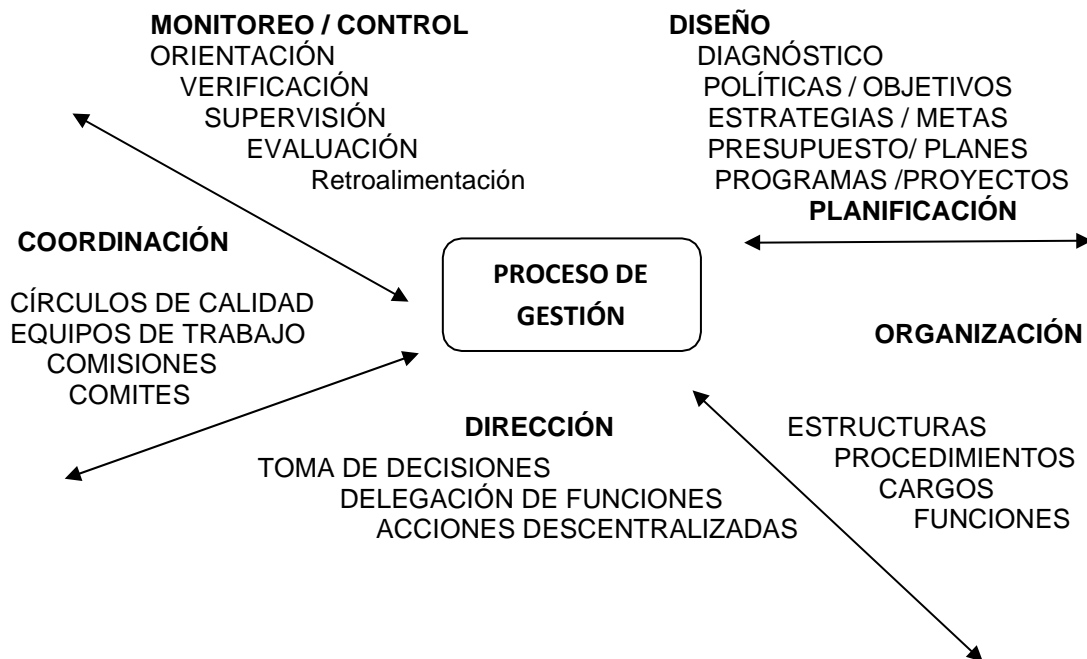 MONITOREO / CONTROL
ORIENTACIÓN
VERIFICACIÓN
SUPERVISIÓN
EVALUACIÓN
Retroalimentación
DISEÑO
DIAGNÓSTICO
POLÍTICAS / OBJETIVOS
ESTRATEGIAS / METAS
PRESUPUESTO/ PLANES
PROGRAMAS /PROYECTOS
PLANIFICACIÓN
COORDINACIÓN
CÍRCULOS DE CALIDAD
EQUIPOS DE TRABAJO
COMISIONES
COMITES
PROCESO DE
GESTIÓN
ORGANIZACIÓN
ESTRUCTURAS
PROCEDIMIENTOS
CARGOS
FUNCIONES
DIRECCIÓN
TOMA DE DECISIONES
DELEGACIÓN DE FUNCIONES
ACCIONES DESCENTRALIZADAS